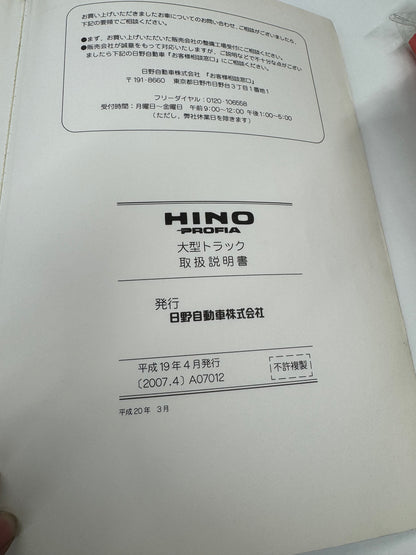 お買い上げいただきましたお車についてのお問い合わせ、ご相談がございましたら、
下記の要領でご相談ください。
●まず、お買い上げいただいた販売会社の整備工場受付にご相談ください。
●販売会社が誠意をもって対応いたしますが、ご説明などで不十分な点がござい
ましたら下記の日野自動車「お客様相談窓口」にご相談ください。
日野自動車株式会社 「お客様相談窓口」
〒191-8660 東京都日野市日野台3丁目1番地1
フリーダイヤル:0120-106558
受付時間:月曜日~金曜日 午前9:00~12:00 午後1:00~5:00
(ただし、弊社休業日を除きます)
HINO
PROFIA
大型トラック
取扱説明書
発行
日野自動車株式会社
平成19年4月発行
(2007.4) A07012
不許複製
平成20年 3月